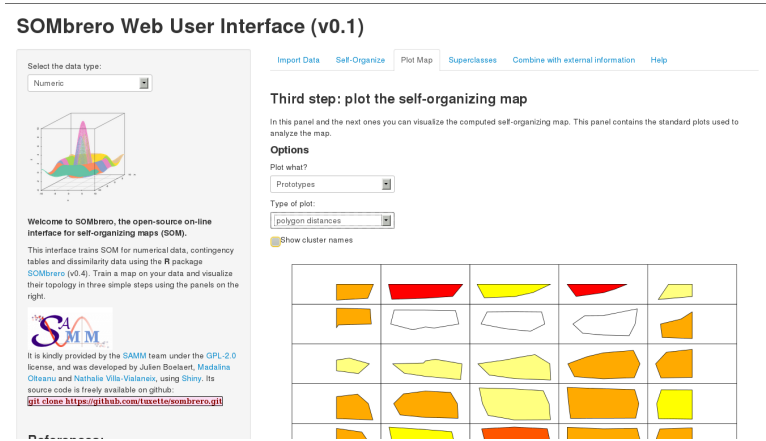 SOMbrero Web User Interface (v0.1)
Select the data type:
Numeric
Welcome to SOMbrero, the open-source on-line
interface for self-organizing maps (SOM).
This interface trains SOM for numerical data, contingency
tables and dissimilarity data using the R package
SOMbrero (v0.4). Train a map on your data and visualize
their topology in three simple steps using the panels on the
right.
SAMM
It is kindly provided by the SAMM team under the GPL-2.0
license, and was developed by Julien Boelaert, Madalina
Olteanu and Nathalie Villa-Vialaneix, using Shiny. Its
source code is freely available on github:
git clone https://github.com/tuxette/sombrero.git
References:
Import Data Self-Organize Plot Map Superclasses Combine with external information Help
Third step: plot the self-organizing map
In this panel and the next ones you can visualize the computed self-organizing map. This panel contains the standard plots used to
analyze the map.
Options
Plot what?
Prototypes
Type of plot:
polygon distances
Show cluster names